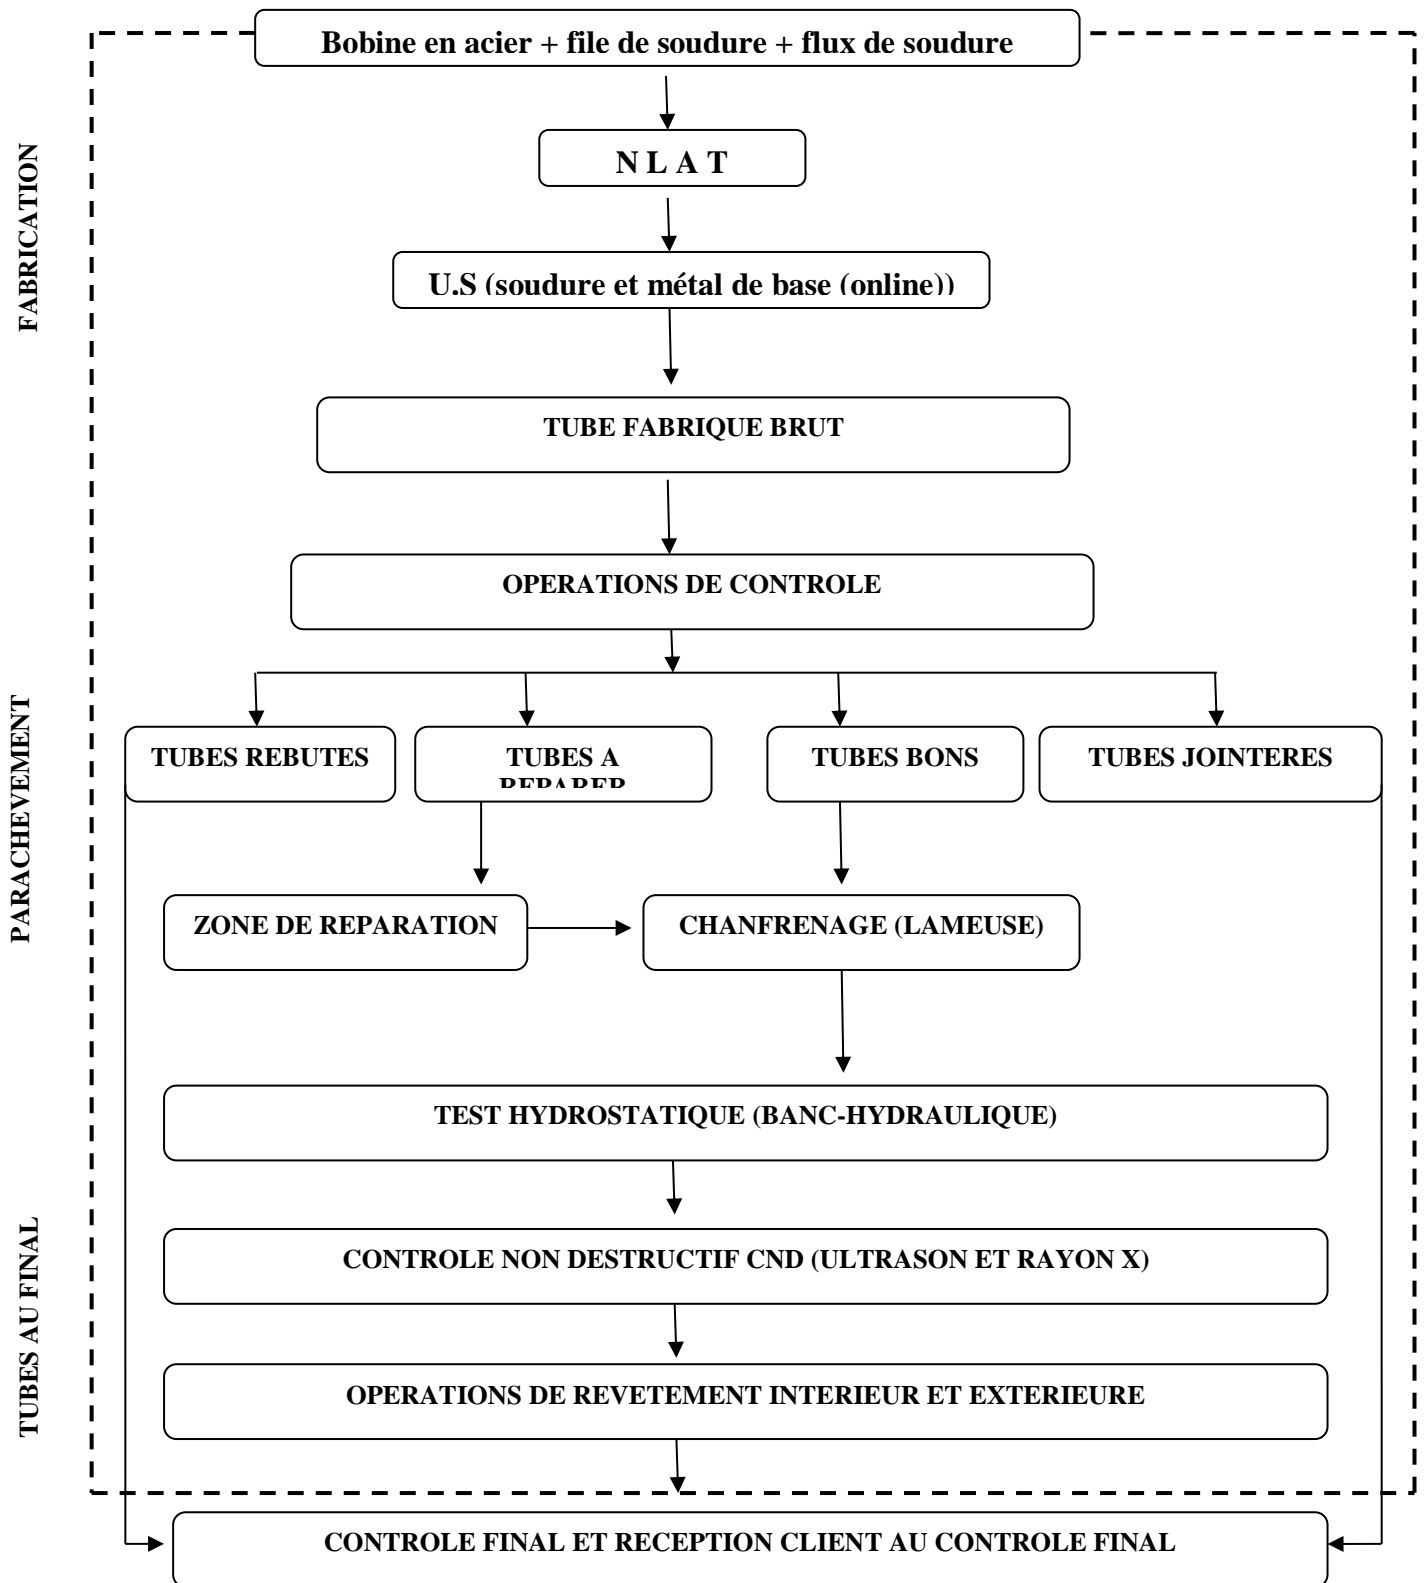 Bobine en acier + file de soudure + flux de soudure
N L A T
U.S (soudure et métal de base (online))
TUBE FABRIQUE BRUT
OPERATIONS DE CONTROLE
TUBES REBUTES
TUBES A
REPARER
TUBES BONS
TUBES JOINTERES
ZONE DE REPARATION
CHANFRENAGE (LAMEUSE)
TEST HYDROSTATIQUE (BANC-HYDRAULIQUE)
CONTROLE NON DESTRUCTIF CND (ULTRASON ET RAYON X)
OPERATIONS DE REVETEMENT INTERIEUR ET EXTERIEURE
CONTROLE FINAL ET RECEPTION CLIENT AU CONTROLE FINAL
FABRICATION
PARACHEVEMENT
TUBES AU FINAL